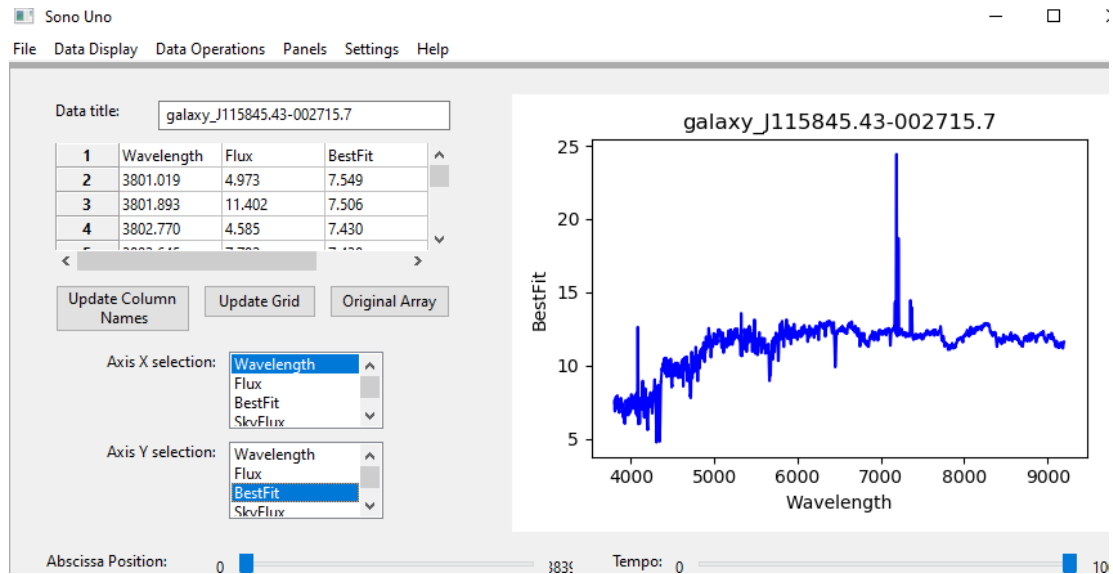 Sono Uno
File Data Display Data Operations Panels Settings Help
Data title: galaxy_J115845.43-002715.7
1 Wavelength Flux BestFit
2 3801.019 4.973 7.549
3 3801.893 11.402 7.506
4 3802.770 4.585 7.430
Update Column Names
Update Grid
Original Array
Axis X selection:
Wavelength
Flux
BestFit
SkyFlux
Axis Y selection:
Wavelength
Flux
BestFit
SkyFlux
galaxy_J115845.43-002715.7
25
20
15
10
5
BestFit
4000 5000 6000 7000 8000 9000
Wavelength
Abscissa Position: 0
Tempo: 0